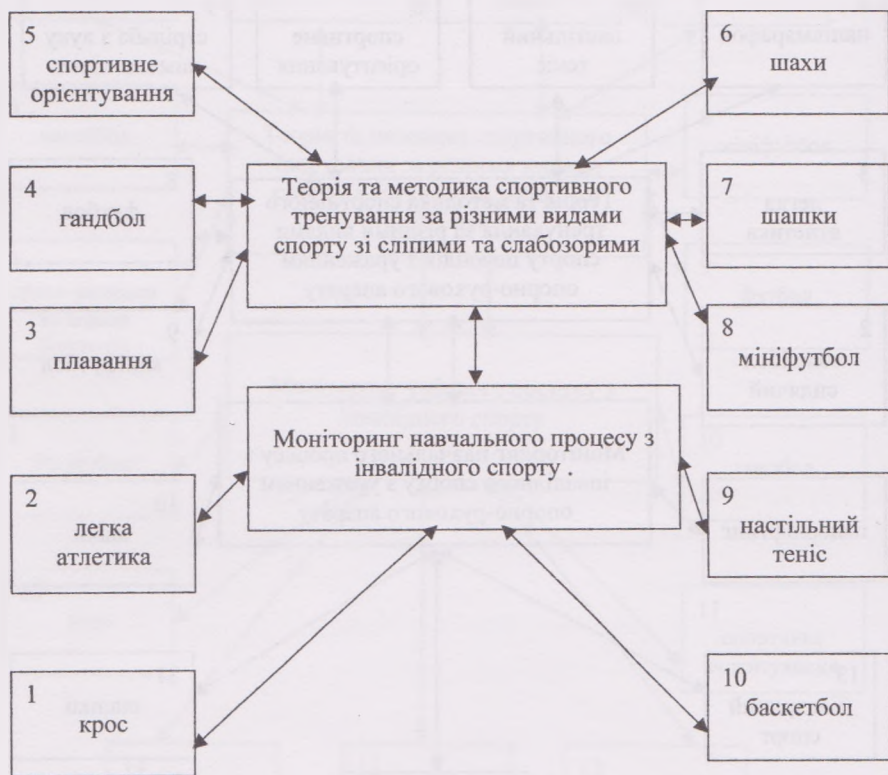 5
спортивне
орієнтування
6
шахи
4
гандбол
Теорія та методика спортивного
тренування за різними видами
спорту зі сліпими та слабозорими
7
шашки
3
плавання
8
мініфутбол
Моніторинг навчального процесу з
інвалідного спорту .
2
легка
атлетика
9
настільний
теніс
1
крос
10
баскетбол